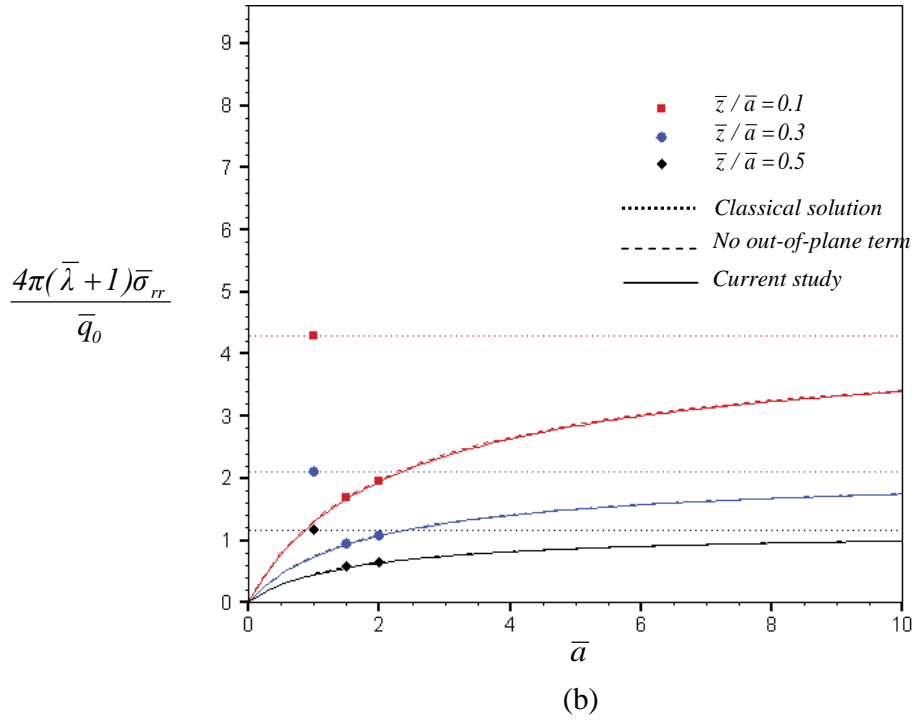 9
8
7
6
5
4
3
2
1
0
z̄ / ā = 0.1
z̄ / ā = 0.3
z̄ / ā = 0.5
Classical solution
No out-of-plane term
Current study
4π(λ̄ + 1)σ̄rr
q̄0
0 2 4 6 8 10
ā
(b)